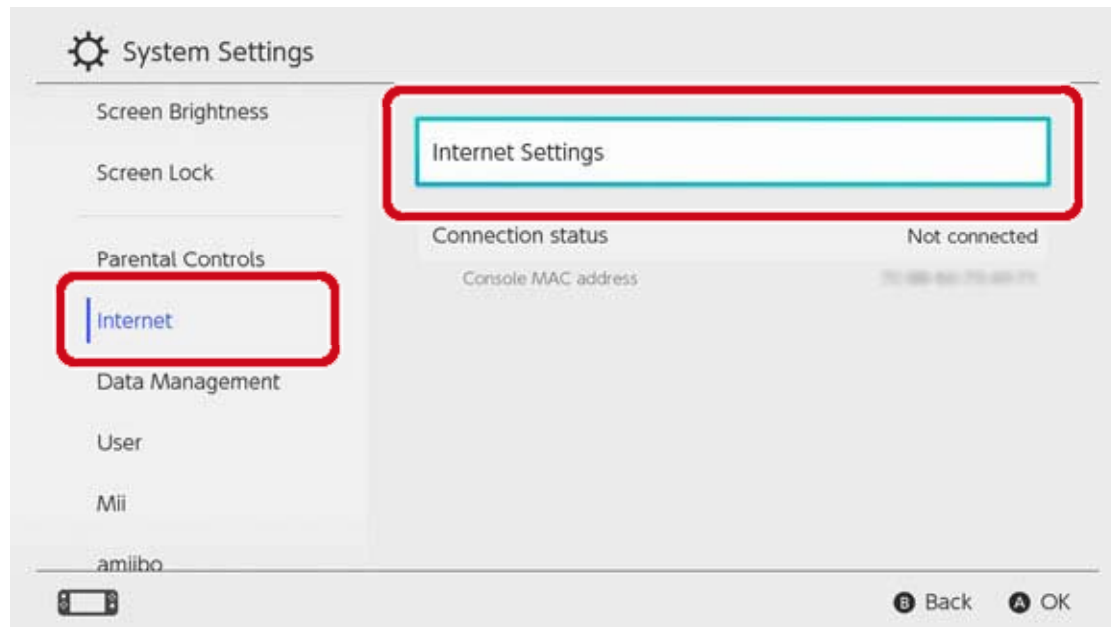 System Settings
Screen Brightness
Screen Lock
Parental Controls
Internet
Data Management
User
Mii
amiibo
Internet Settings
Connection status Not connected
Console MAC address
B Back A OK